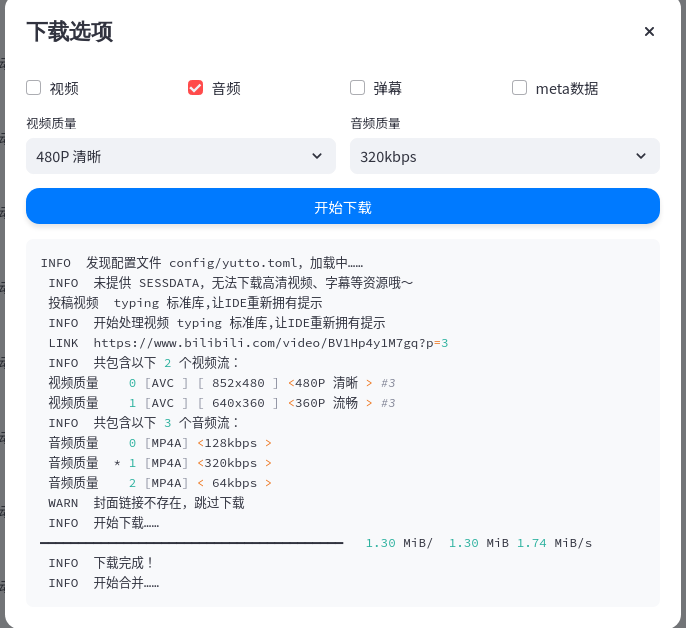 下载选项
×
视频
音频
弹幕
meta数据
视频质量
音频质量
480P 清晰
320kbps
开始下载
INFO  发现配置文件 config/yutto.toml，加载中……
INFO  未提供 SESSDATA，无法下载高清视频、字幕等资源哦～
投稿视频  typing 标准库,让IDE重新拥有提示
INFO  开始处理视频 typing 标准库,让IDE重新拥有提示
LINK  https://www.bilibili.com/video/BV1Hp4y1M7gq?p=3
INFO  共包含以下 2 个视频流：
视频质量    0 [AVC ] [ 852x480 ] <480P 清晰 > #3
视频质量    1 [AVC ] [ 640x360 ] <360P 流畅 > #3
INFO  共包含以下 3 个音频流：
音频质量    0 [MP4A] <128kbps >
音频质量  * 1 [MP4A] <320kbps >
音频质量    2 [MP4A] < 64kbps >
WARN  封面链接不存在，跳过下载
INFO  开始下载……
1.30 MiB/  1.30 MiB 1.74 MiB/s
INFO  下载完成！
INFO  开始合并……